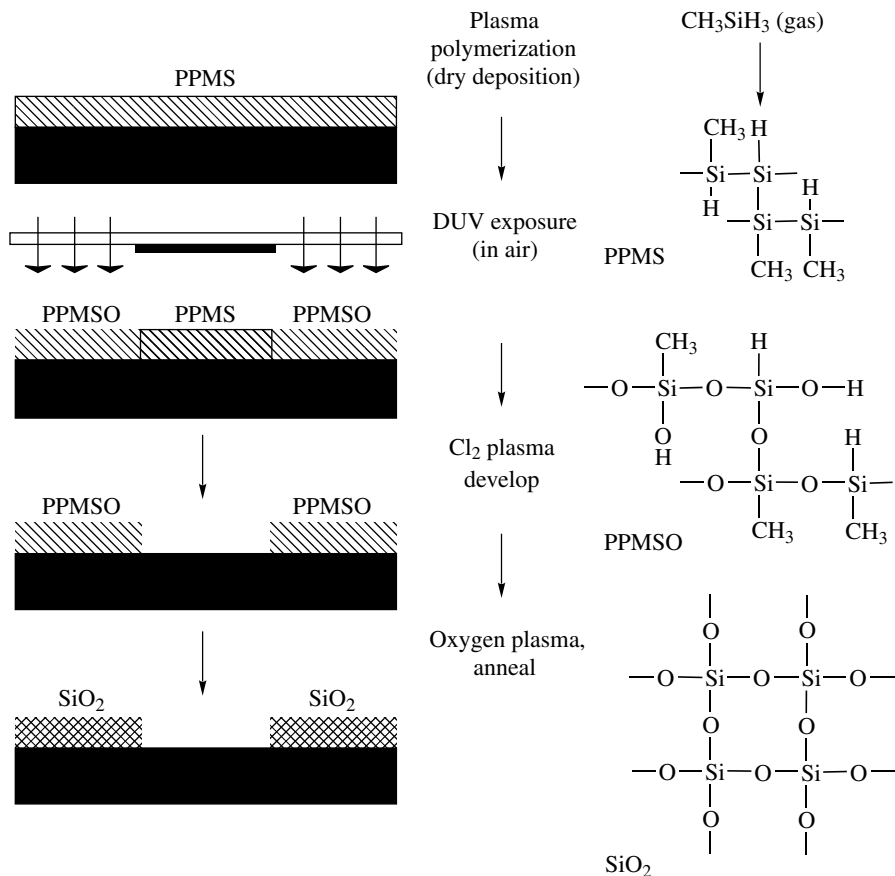 PPMS
PPMSO
PPMS
PPMSO
PPMSO
PPMSO
SiO2
SiO2
Plasma
polymerization
(dry deposition)
DUV exposure
(in air)
Cl2 plasma
develop
Oxygen plasma,
anneal
CH3SiH3 (gas)
CH3 H
Si Si H
H
Si Si
CH3 CH3
PPMS
CH3 H
O Si O Si O H
O O H
H
O Si O Si
CH3 CH3
PPMSO
O O
O Si O Si O
O O
O Si O Si O
O O
SiO2